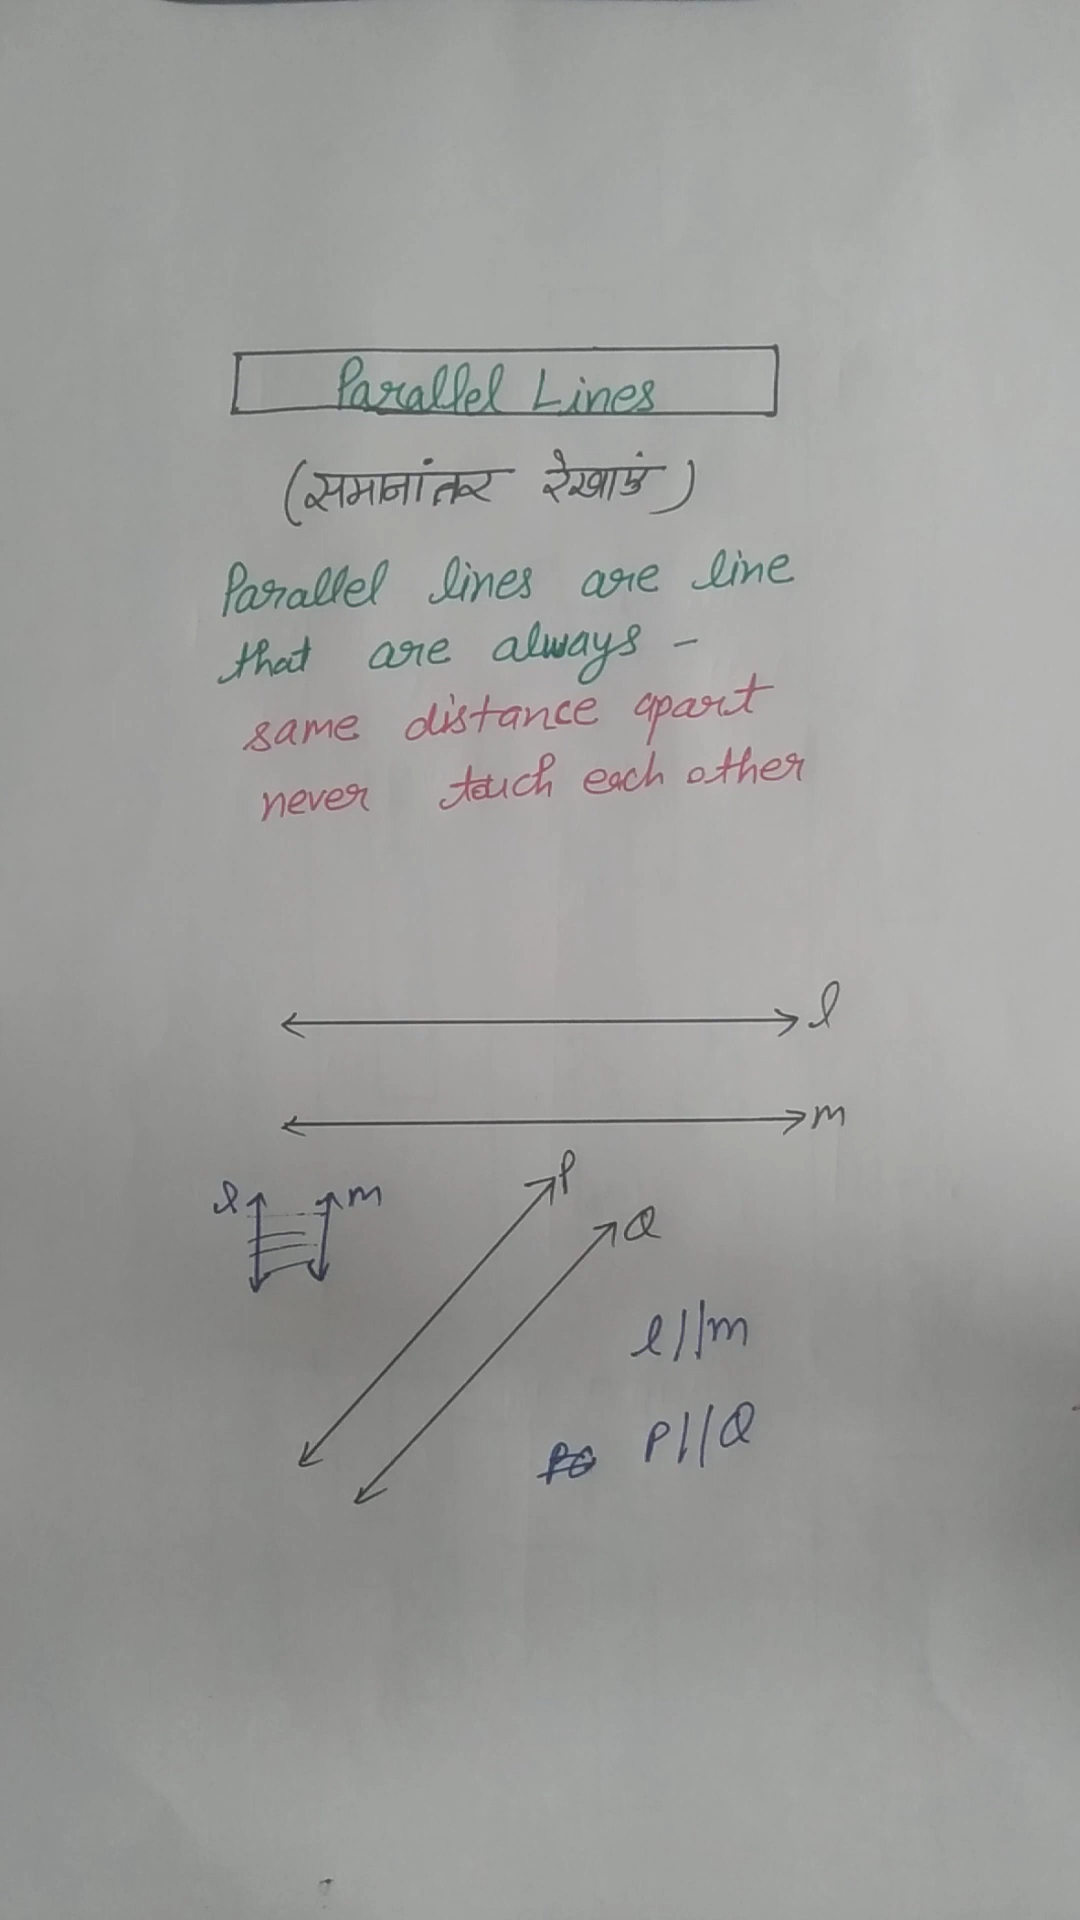 Parallel Lines
(समानांतर रेखाएं)
Parallel lines are line
that are always -
same distance apart
never touch each other
l
m
l m
P
Q
l//m
P//Q